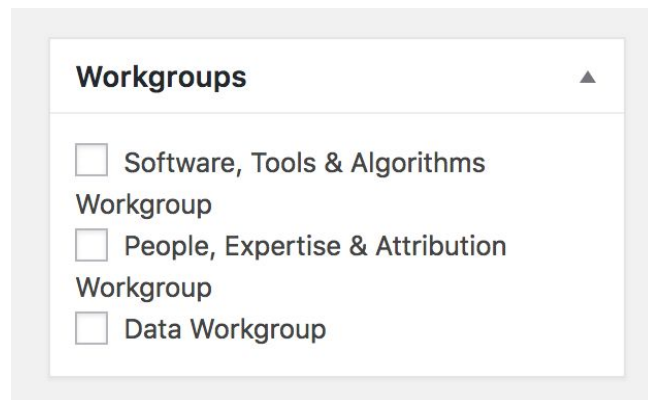 Workgroups
Software, Tools & Algorithms
Workgroup
People, Expertise & Attribution
Workgroup
Data Workgroup